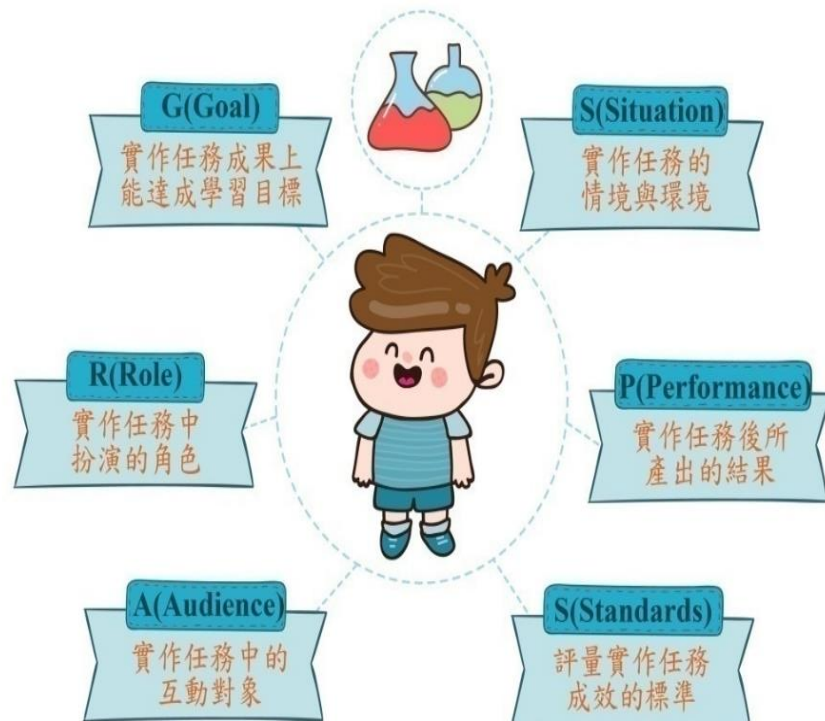 G(Goal)
實作任務成果上
能達成學習目標
R(Role)
實作任務中
扮演的角色
A(Audience)
實作任務中的
互動對象
S(Situation)
實作任務的
情境與環境
P(Performance)
實作任務後所
產出的結果
S(Standards)
評量實作任務
成效的標準